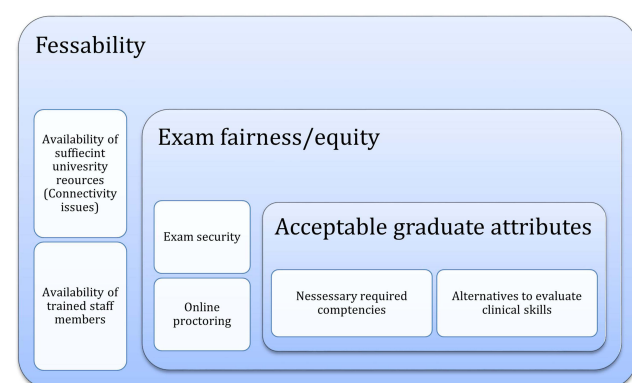 Fessability
Availability of
suffiecint
univesrity
reources
(Connectivity
issues)
Availability of
trained staff
members
Exam fairness/equity
Exam security
Online
proctoring
Acceptable graduate attributes
Nessessary required
comptencies
Alternatives to evaluate
clinical skills